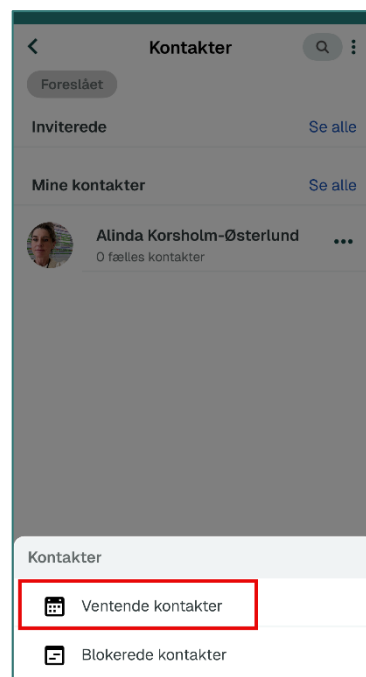 Kontakter
Foreslået
Inviterede Se alle
Mine kontakter Se alle
Alinda Korsholm-Østerlund
0 fælles kontakter
Kontakter
Ventende kontakter
Blokerede kontakter